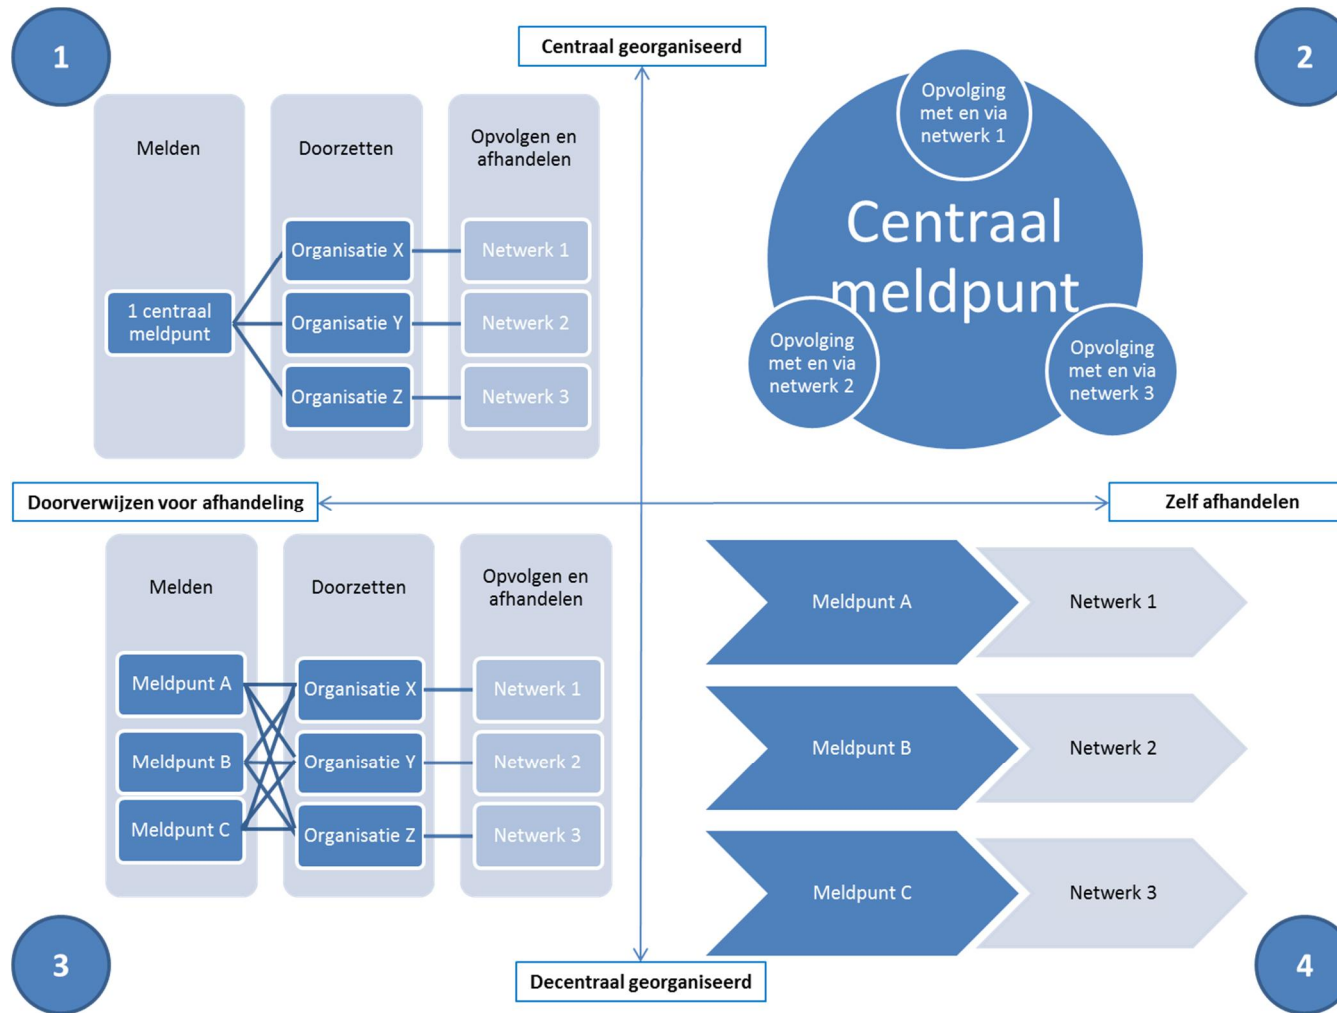 1
Centraal georganiseerd
2
Melden
Doorzetten
Opvolgen en
afhandelen
1 centraal
meldpunt
Organisatie X
Organisatie Y
Organisatie Z
Netwerk 1
Netwerk 2
Netwerk 3
Centraal
meldpunt
Opvolging
met en via
netwerk 1
Opvolging
met en via
netwerk 2
Opvolging
met en via
netwerk 3
Doorverwijzen voor afhandeling
Zelf afhandelen
Melden
Doorzetten
Opvolgen en
afhandelen
Meldpunt A
Meldpunt B
Meldpunt C
Organisatie X
Organisatie Y
Organisatie Z
Netwerk 1
Netwerk 2
Netwerk 3
Meldpunt A
Netwerk 1
Meldpunt B
Netwerk 2
Meldpunt C
Netwerk 3
3
Decentraal georganiseerd
4